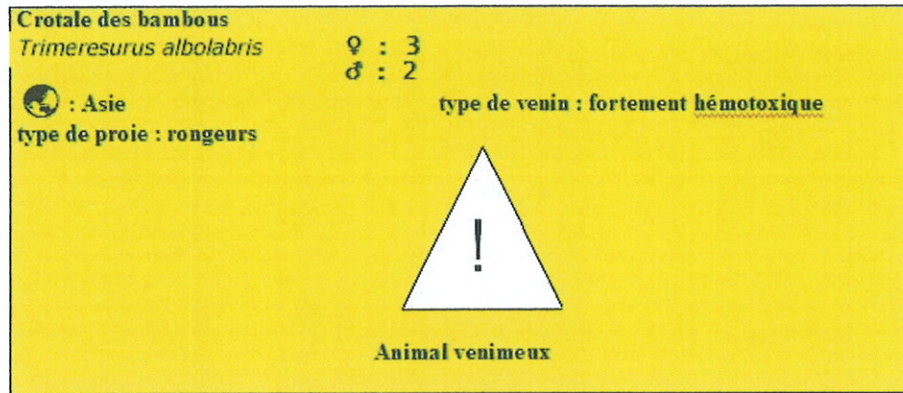 Crotale des bambous
Trimeresurus albolabris
♀ : 3
♂ : 2
: Asie
type de venin : fortement hémotoxique
type de proie : rongeurs
!
Animal venimeux